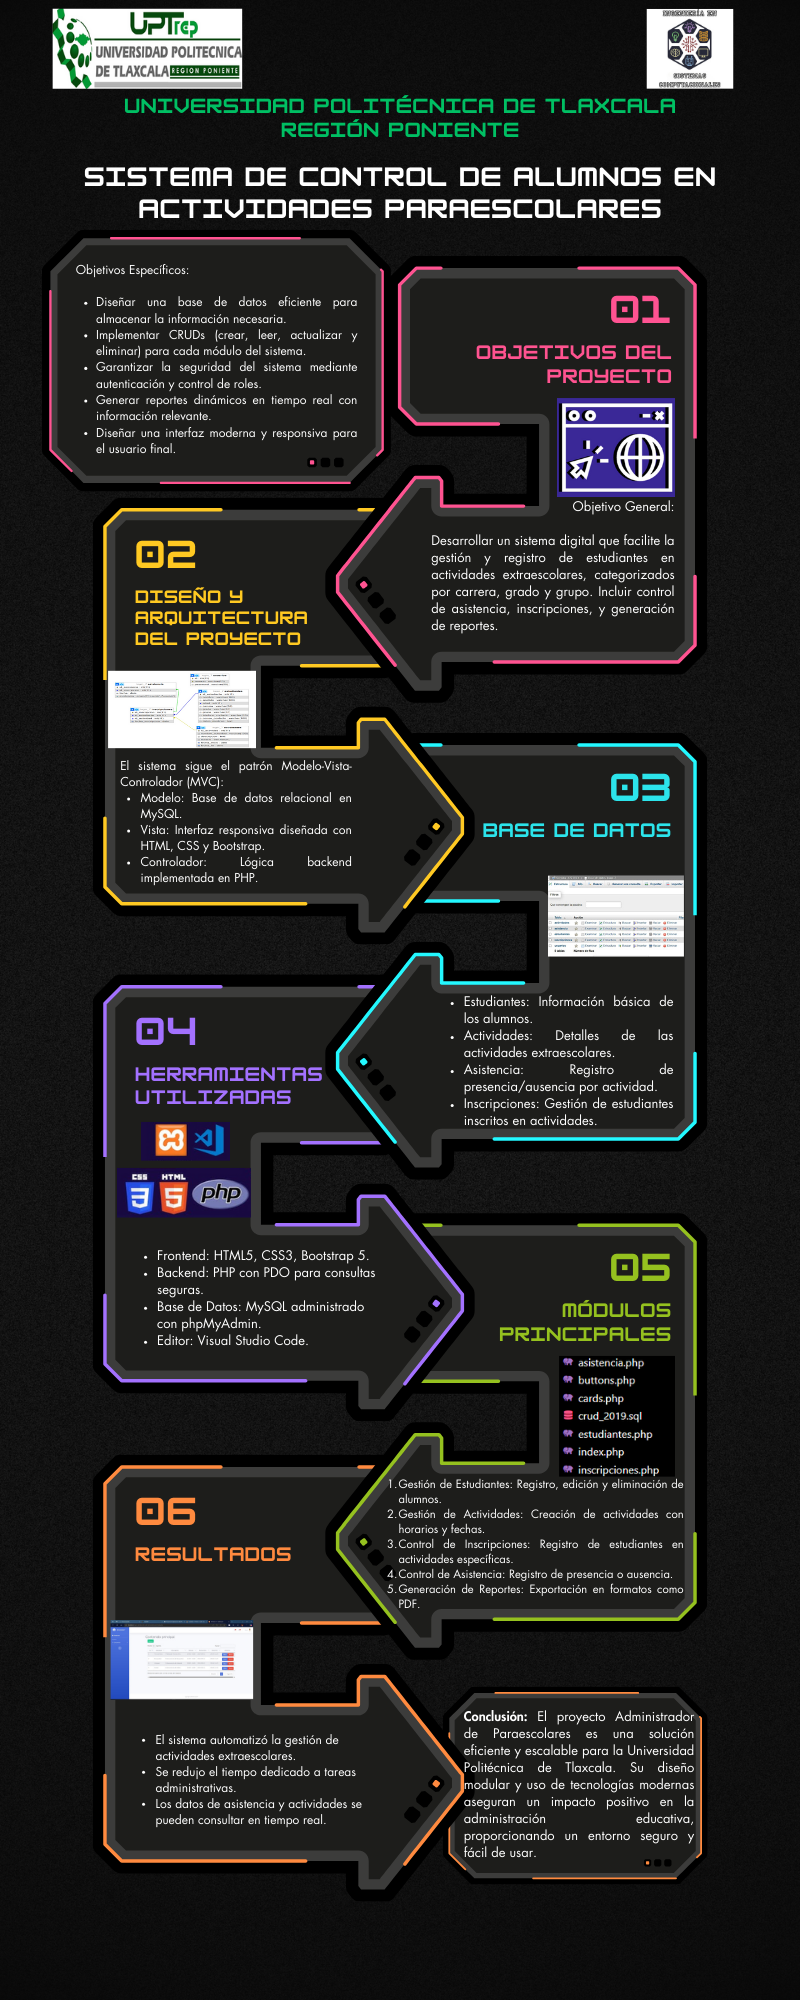 UPTrep
UNIVERSIDAD POLITECNICA
DE TLAXCALA REGION PONIENTE
INGENIERÍA EN
SISTEMAS
COMPUTACIONALES
UNIVERSIDAD POLITÉCNICA DE TLAXCALA
REGIÓN PONIENTE
SISTEMA DE CONTROL DE ALUMNOS EN
ACTIVIDADES PARAESCOLARES
Objetivos Específicos:
• Diseñar una base de datos eficiente para
almacenar la información necesaria.
• Implementar CRUDs (crear, leer, actualizar y
eliminar) para cada módulo del sistema.
• Garantizar la seguridad del sistema mediante
autenticación y control de roles.
• Generar reportes dinámicos en tiempo real con
información relevante.
• Diseñar una interfaz moderna y responsiva para
el usuario final.
01
OBJETIVOS DEL
PROYECTO
Objetivo General:
Desarrollar un sistema digital que facilite la
gestión y registro de estudiantes en
actividades extraescolares, categorizados
por carrera, grado y grupo. Incluir control
de asistencia, inscripciones, y generación
de reportes.
02
DISEÑO Y
ARQUITECTURA
DEL PROYECTO
El sistema sigue el patrón Modelo-Vista-
Controlador (MVC):
• Modelo: Base de datos relacional en
MySQL.
• Vista: Interfaz responsiva diseñada con
HTML, CSS y Bootstrap.
• Controlador: Lógica backend
implementada en PHP.
03
BASE DE DATOS
• Estudiantes: Información básica de
los alumnos.
• Actividades: Detalles de las
actividades extraescolares.
• Asistencia: Registro de
presencia/ausencia por actividad.
• Inscripciones: Gestión de estudiantes
inscritos en actividades.
04
HERRAMIENTAS
UTILIZADAS
CSS HTML
3 5 php
• Frontend: HTML5, CSS3, Bootstrap 5.
• Backend: PHP con PDO para consultas
seguras.
• Base de Datos: MySQL administrado
con phpMyAdmin.
• Editor: Visual Studio Code.
05
MÓDULOS
PRINCIPALES
asistencia.php
buttons.php
cards.php
crud_2019.sql
estudiantes.php
index.php
inscripciones.php
1. Gestión de Estudiantes: Registro, edición y eliminación de
alumnos.
2. Gestión de Actividades: Creación de actividades con
horarios y fechas.
3. Control de Inscripciones: Registro de estudiantes en
actividades específicas.
4. Control de Asistencia: Registro de presencia o ausencia.
5. Generación de Reportes: Exportación en formatos como
PDF.
06
RESULTADOS
• El sistema automatizó la gestión de
actividades extraescolares.
• Se redujo el tiempo dedicado a tareas
administrativas.
• Los datos de asistencia y actividades se
pueden consultar en tiempo real.
Conclusión: El proyecto Administrador
de Paraescolares es una solución
eficiente y escalable para la Universidad
Politécnica de Tlaxcala. Su diseño
modular y uso de tecnologías modernas
aseguran un impacto positivo en la
administración educativa,
proporcionando un entorno seguro y
fácil de usar.